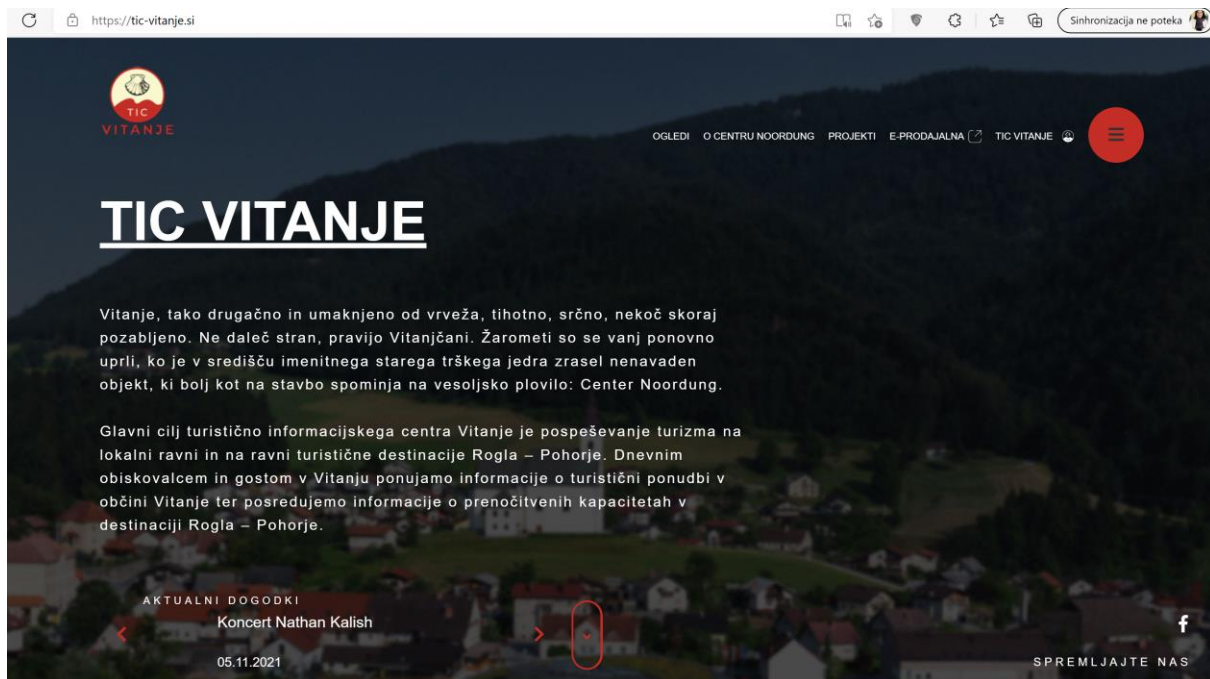 https://tic-vitanje.si
Sinhronizacija ne poteka
TIC
VITANJE
OGLEDI O CENTRU NOORDUNG PROJEKTI E-PRODAJALNA TIC VITANJE
TIC VITANJE
Vitanje, tako drugačno in umaknjeno od vrveža, tihotno, srčno, nekoč skoraj
pozabljeno. Ne daleč stran, pravijo Vitanjčani. Žarometi so se vanj ponovno
uprli, ko je v središču imenitnega starega trškega jedra zrasel nenavaden
objekt, ki bolj kot na stavbo spominja na vesoljsko plovilo: Center Noordung.
Glavni cilj turistično informacijskega centra Vitanje je pospeševanje turizma na
lokalni ravni in na ravni turistične destinacije Rogla – Pohorje. Dnevnim
obiskovalcem in gostom v Vitanju ponujamo informacije o turistični ponudbi v
občini Vitanje ter posredujemo informacije o prenočitvenih kapacitetah v
destinaciji Rogla – Pohorje.
AKTUALNI DOGODKI
Koncert Nathan Kalish
05.11.2021
SPREMLJAJTE NAS